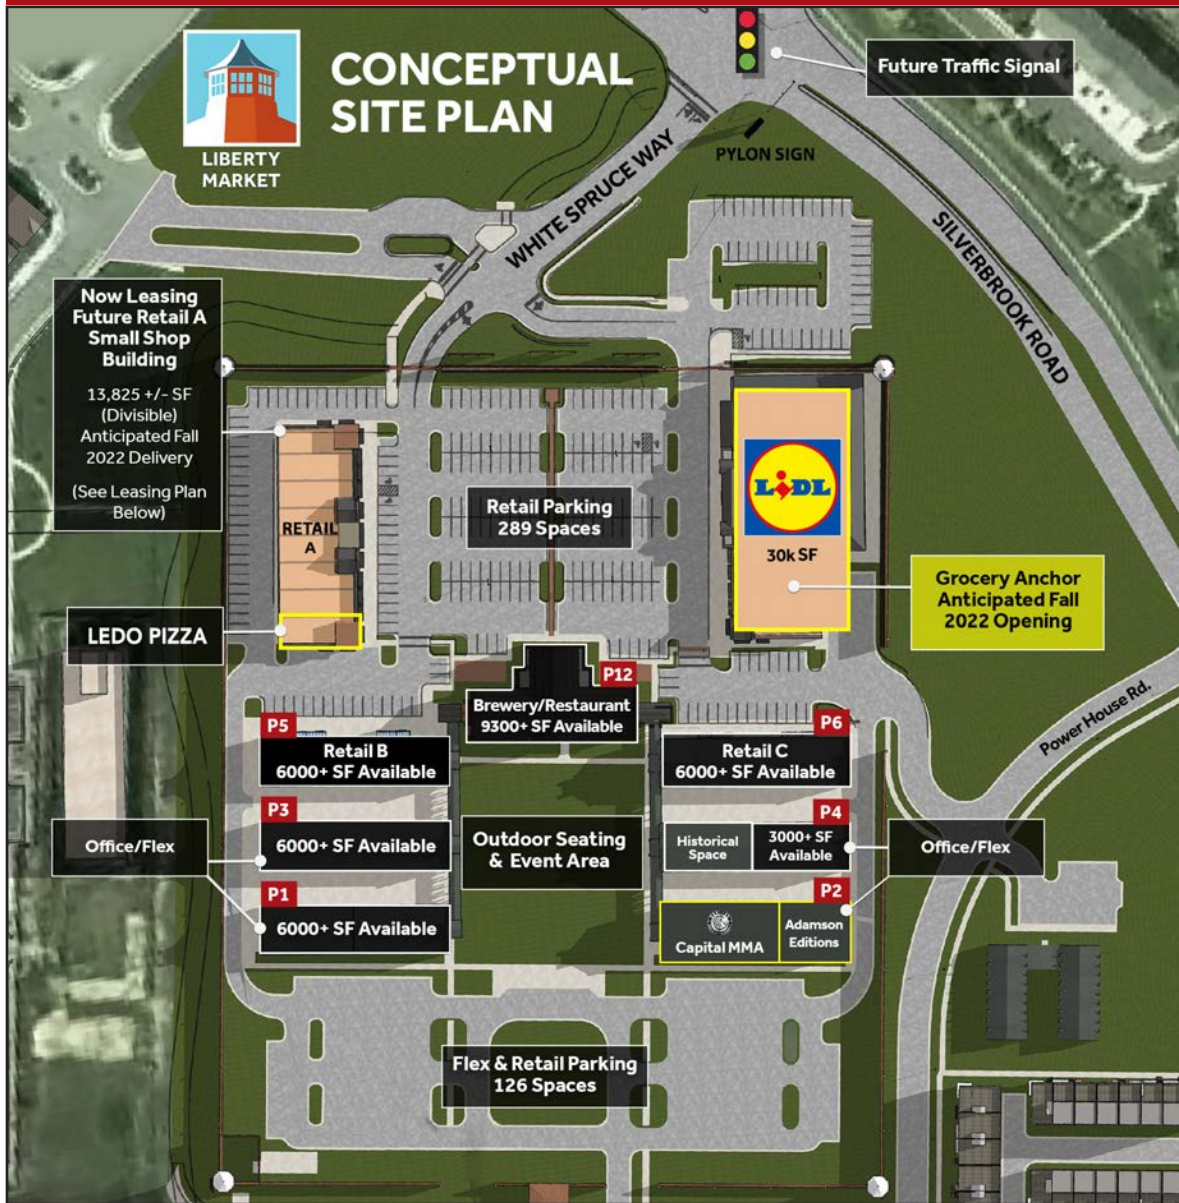 CONCEPTUAL
SITE PLAN
LIBERTY
MARKET
Future Traffic Signal
PYLON SIGN
WHITE SPRUCE WAY
SILVERBROOK ROAD
Now Leasing
Future Retail A
Small Shop
Building
13,825 +/- SF
(Divisible)
Anticipated Fall
2022 Delivery
(See Leasing Plan
Below)
RETAIL
A
Retail Parking
289 Spaces
LIDL
30k SF
Grocery Anchor
Anticipated Fall
2022 Opening
LEDO PIZZA
P12
Brewery/Restaurant
9300+ SF Available
P5
Retail B
6000+ SF Available
P6
Retail C
6000+ SF Available
Power House Rd.
P3
6000+ SF Available
Office/Flex
P1
6000+ SF Available
Outdoor Seating
& Event Area
P4
Historical
Space
3000+ SF
Available
Office/Flex
P2
Capital MMA
Adamson
Editions
Flex & Retail Parking
126 Spaces